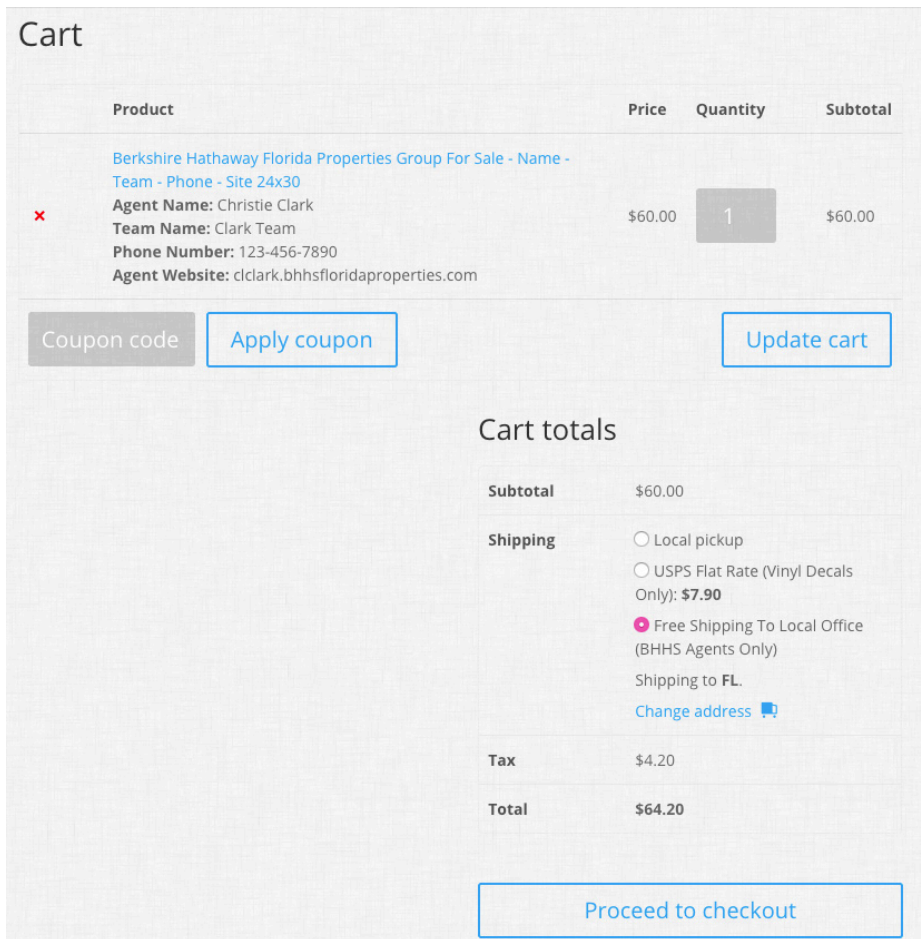 Cart
Product Price Quantity Subtotal
Berkshire Hathaway Florida Properties Group For Sale - Name -
Team - Phone - Site 24x30
Agent Name: Christie Clark
× $60.00 1 $60.00
Team Name: Clark Team
Phone Number: 123-456-7890
Agent Website: clclark.bhhsfloridaproperties.com
Coupon code Apply coupon Update cart
Cart totals
Subtotal $60.00
Shipping Local pickup
USPS Flat Rate (Vinyl Decals
Only): $7.90
Free Shipping To Local Office
(BHHS Agents Only)
Shipping to FL.
Change address
Tax $4.20
Total $64.20
Proceed to checkout